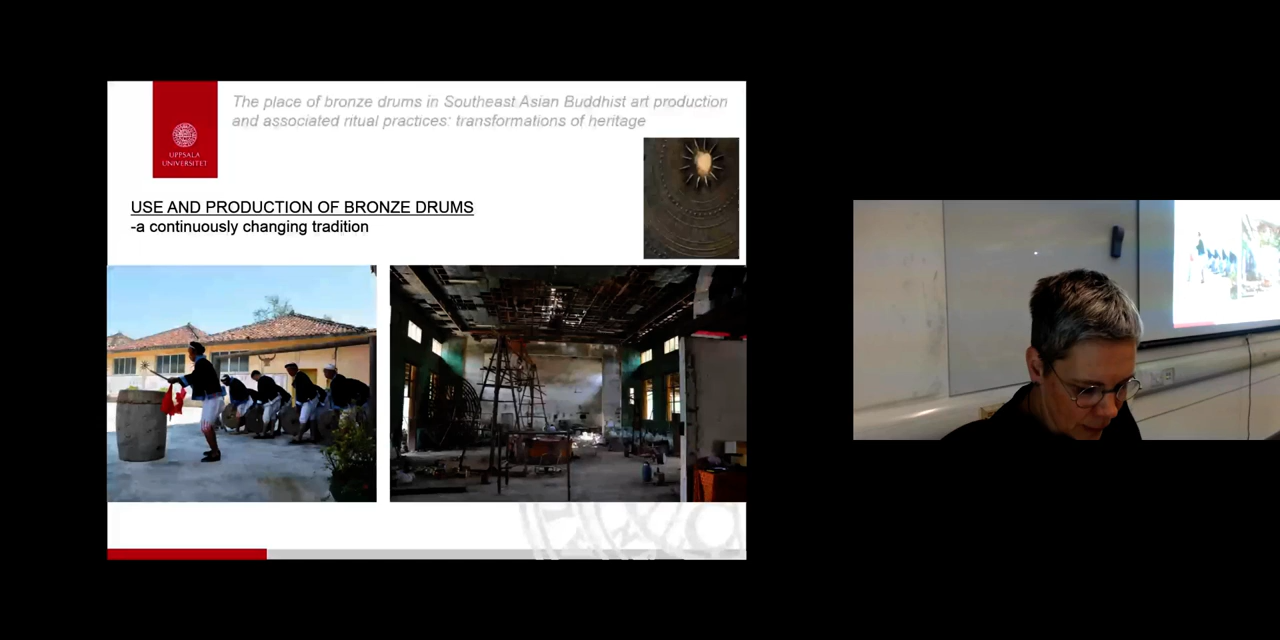 The place of bronze drums in Southeast Asian Buddhist art production
and associated ritual practices: transformations of heritage
UPPSALA
UNIVERSITET
USE AND PRODUCTION OF BRONZE DRUMS
-a continuously changing tradition